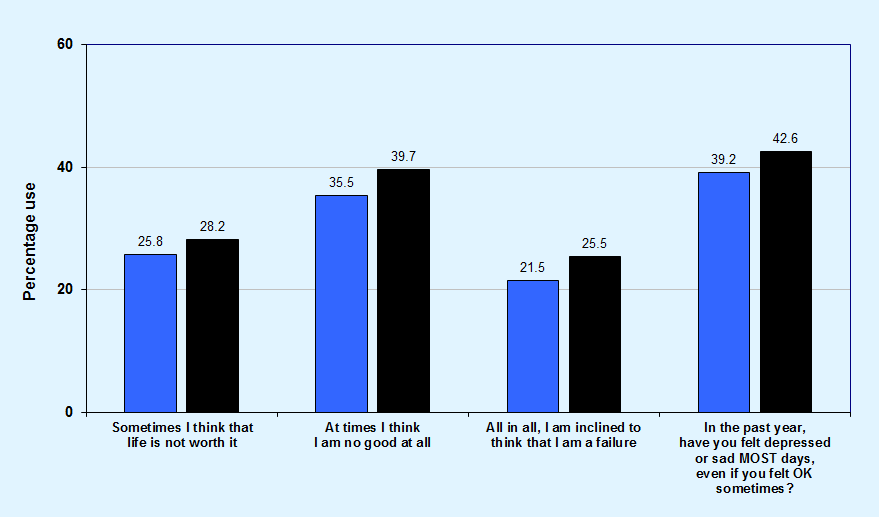 60
40
20
0
Percentage use
25.8
28.2
35.5
39.7
21.5
25.5
39.2
42.6
Sometimes I think that
life is not worth it
At times I think
I am no good at all
All in all, I am inclined to
think that I am a failure
In the past year,
have you felt depressed
or sad MOST days,
even if you felt OK
sometimes?